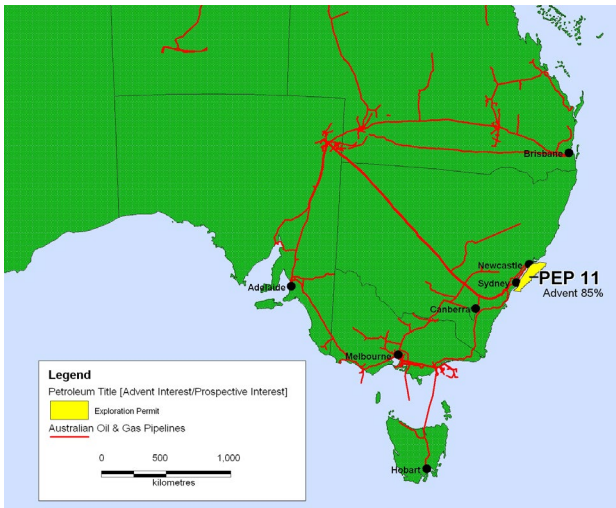 Brisbane
Newcastle
PEP 11
Sydney
Advent 85%
Adelaide
Canberra
Melbourne
Legend
Petroleum Title [Advent Interest/Prospective Interest]
Exploration Permit
Australian Oil & Gas Pipelines
0 500 1,000
kilometres
Hobart